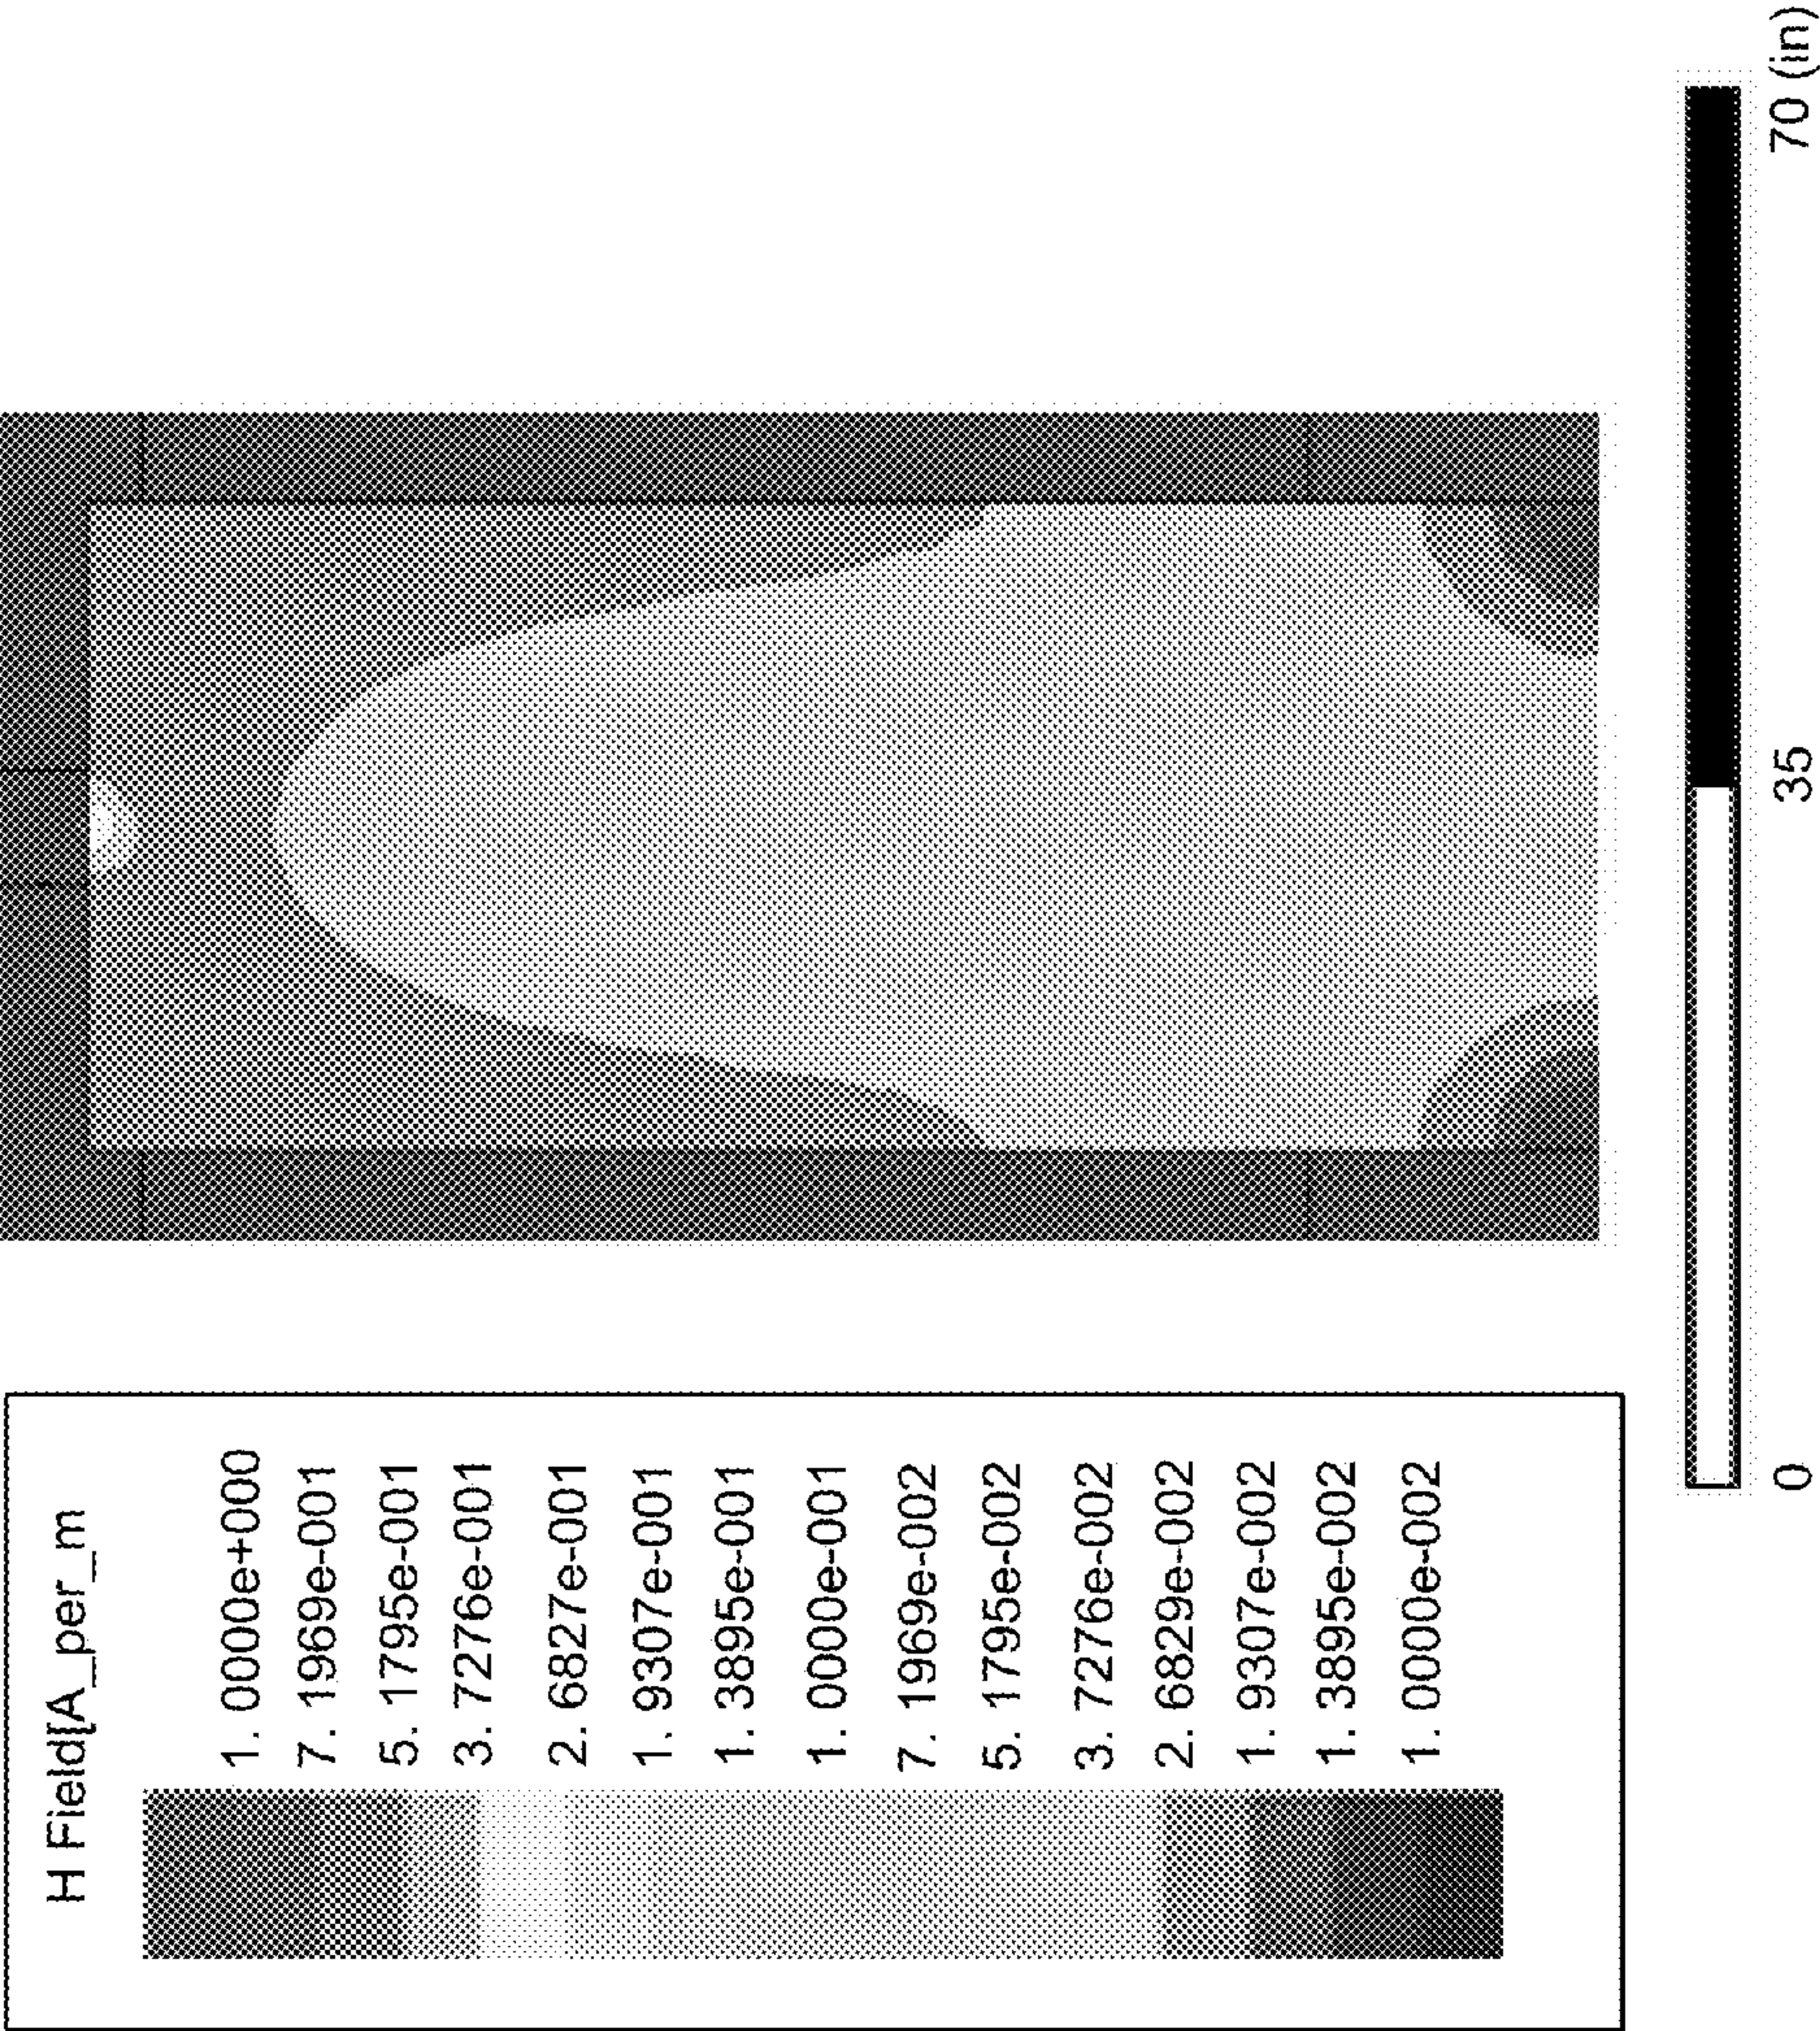 H Field[A_per_m
1. 0000e+000
7. 1969e-001
5. 1795e-001
3. 7276e-001
2. 6827e-001
1. 9307e-001
1. 3895e-001
1. 0000e-001
7. 1969e-002
5. 1795e-002
3. 7276e-002
2. 6829e-002
1. 9307e-002
1. 3895e-002
1. 0000e-002
0 35 70 (in)